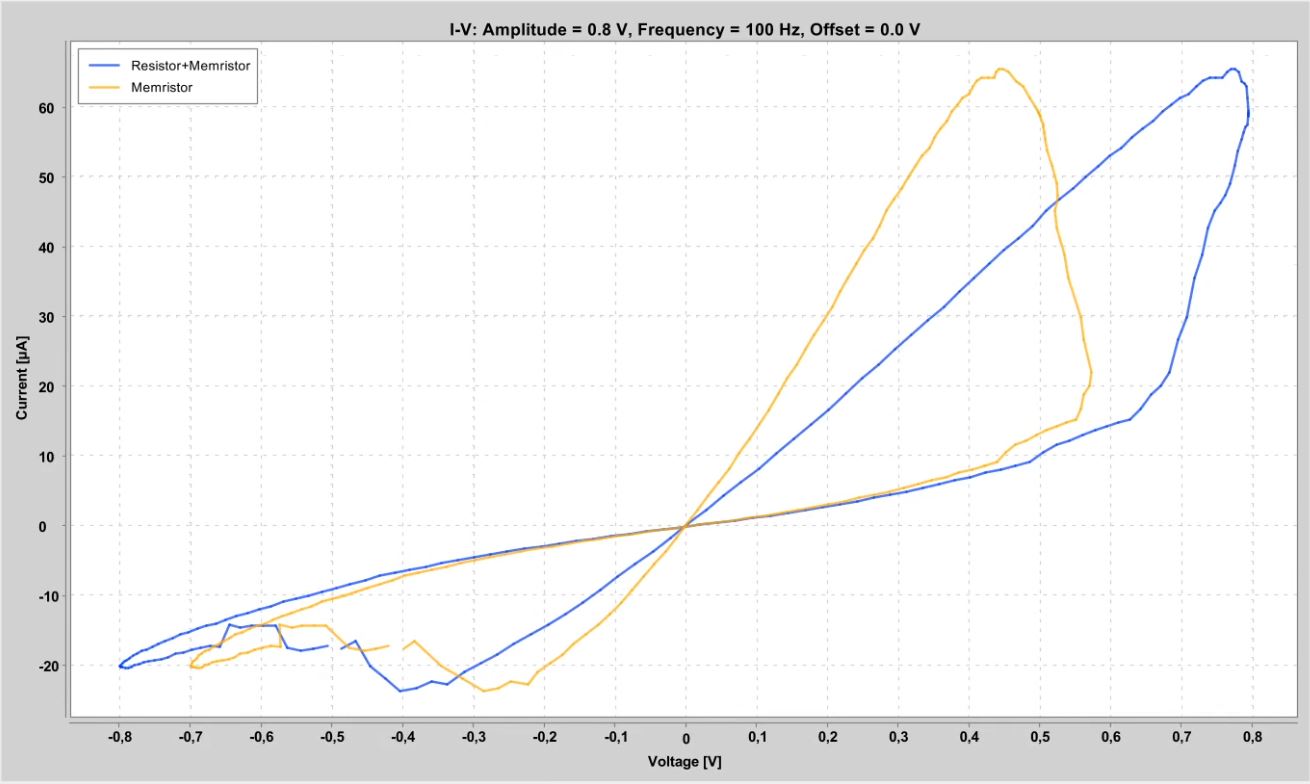 I-V: Amplitude = 0.8 V, Frequency = 100 Hz, Offset = 0.0 V
Resistor+Memristor
Memristor
60
50
40
30
20
10
0
-10
-20
Current [µA]
-0,8 -0,7 -0,6 -0,5 -0,4 -0,3 -0,2 -0,1 0 0,1 0,2 0,3 0,4 0,5 0,6 0,7 0,8
Voltage [V]